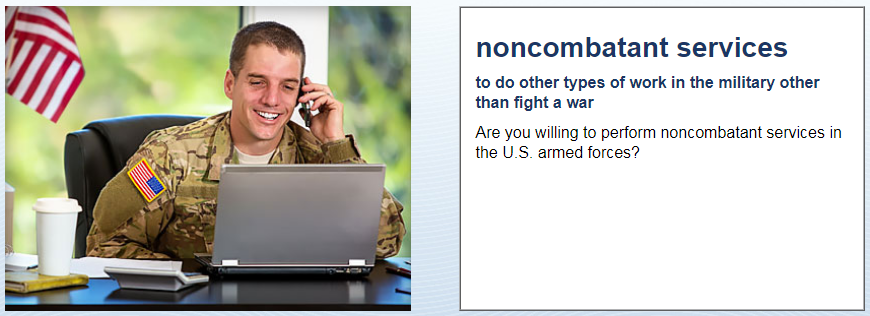 noncombatant services
to do other types of work in the military other
than fight a war
Are you willing to perform noncombatant services in
the U.S. armed forces?